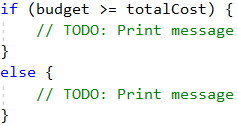 if (budget >= totalCost) {
    // TODO: Print message
}
else {
    // TODO: Print message
}